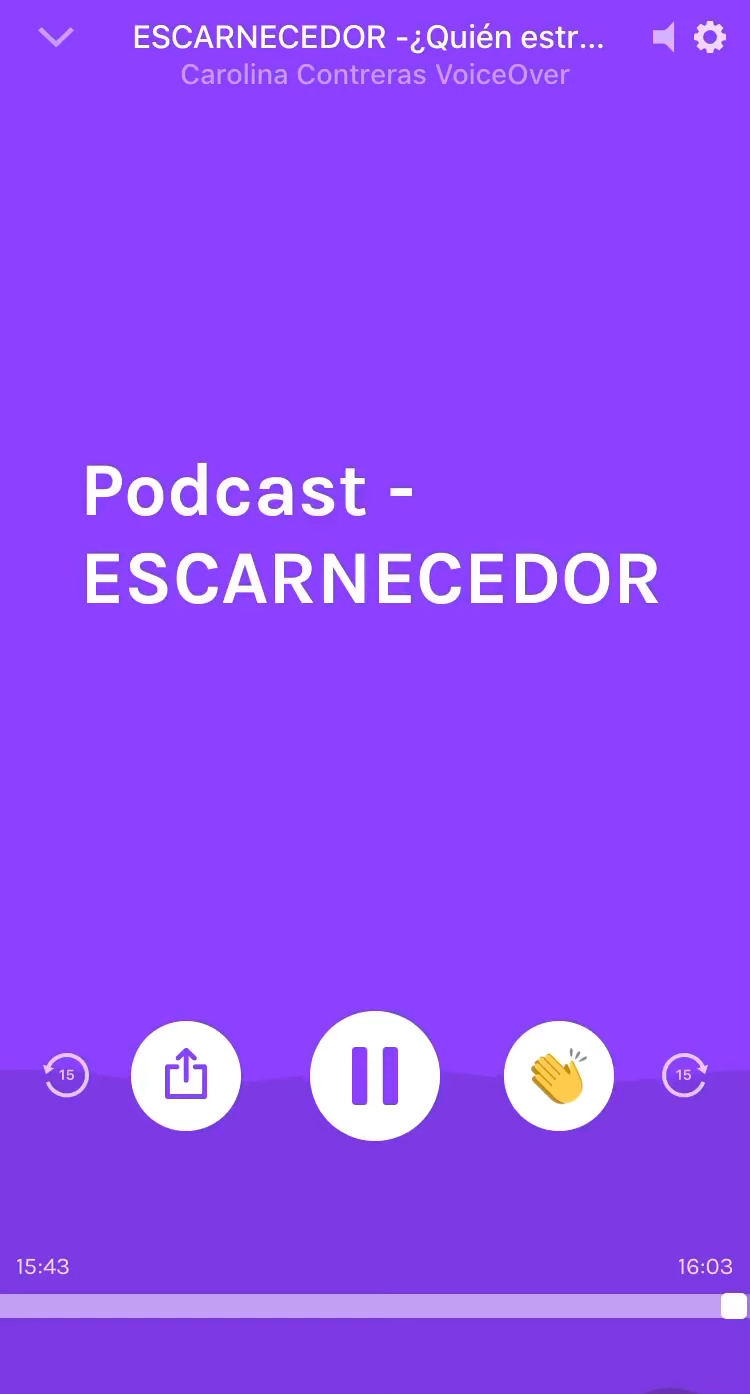 ESCARNECEDOR -¿Quién estr...
Carolina Contreras VoiceOver
Podcast -
ESCARNECEDOR
15
15
15:43
16:03